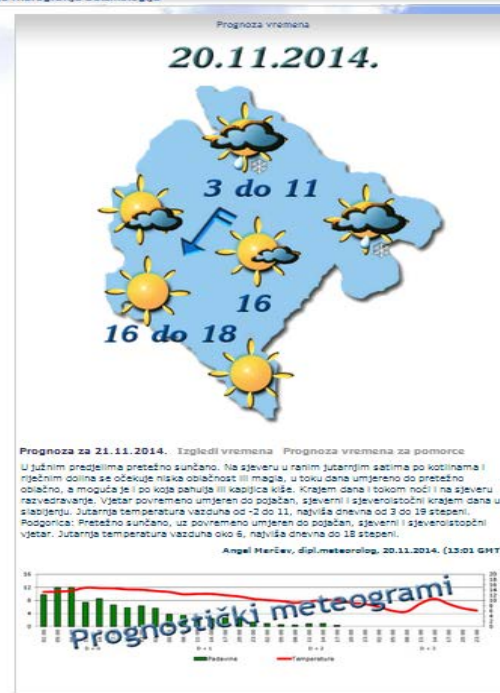 Prognoza vremena
20.11.2014.
3 do 11
16
16 do 18
Prognoza za 21.11.2014. Izgledi vremena Prognoza vremena za pomorce
U južnim predjelima pretežno sunčano. Na sjeveru u ranim jutarnjim satima po kotlinama i
riječnim dolina se očekuje niska oblačnost ili magla, u toku dana umjereno do pretežno
oblačno, a moguća je i po koja pahulja ili kapljica kiše. Krajem dana i tokom noći i na sjeveru
razvedravanje. Vjetar povremeno umjeren do pojačan, sjeverni i sjeveroistočni krajem dana u
slabljenju. Jutarnja temperatura vazduha od -2 do 11, najviša dnevna od 3 do 19 stepeni.
Podgorica: Pretežno sunčano, uz povremeno umjeren do pojačan, sjeverni i sjeveroistočni
vjetar. Jutarnja temperatura vazduha oko 6, najviša dnevna do 18 stepeni.
Angel Marčev, dipl.meteorolog, 20.11.2014. (13:01 GMT
Prognostički meteogrami
Padavine Temperatura